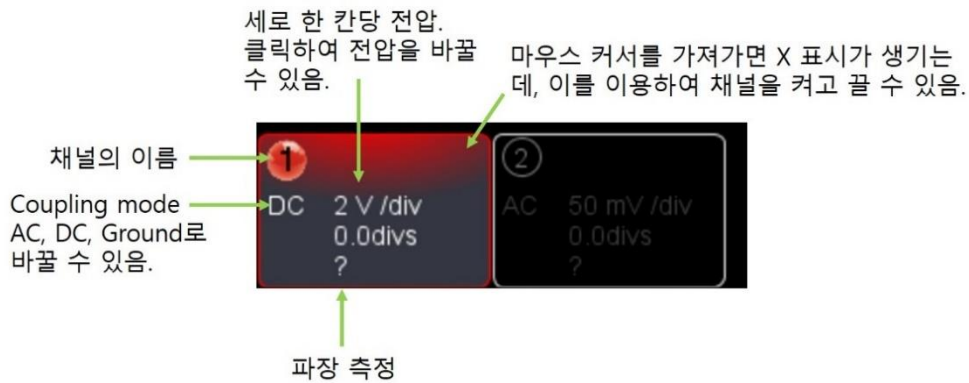 세로 한 칸당 전압.
클릭하여 전압을 바꿀
수 있음.
마우스 커서를 가져가면 X 표시가 생기는
데, 이를 이용하여 채널을 켜고 끌 수 있음.
채널의 이름
Coupling mode
AC, DC, Ground로
바꿀 수 있음.
1
DC 2 V /div
0.0divs
?
2
AC 50 mV /div
0.0divs
?
파장 측정